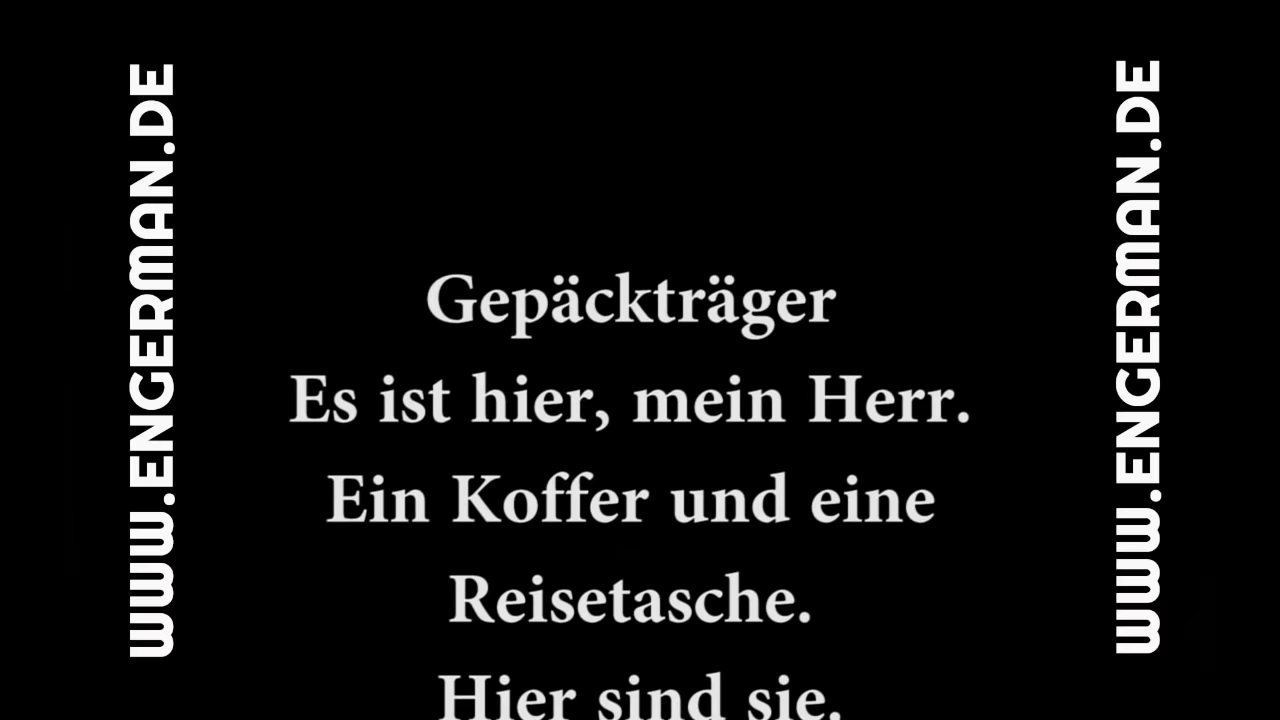 WWW.ENGERMAN.DE
Gepäckträger
Es ist hier, mein Herr.
Ein Koffer und eine
Reisetasche.
Hier sind sie.
WWW.ENGERMAN.DE